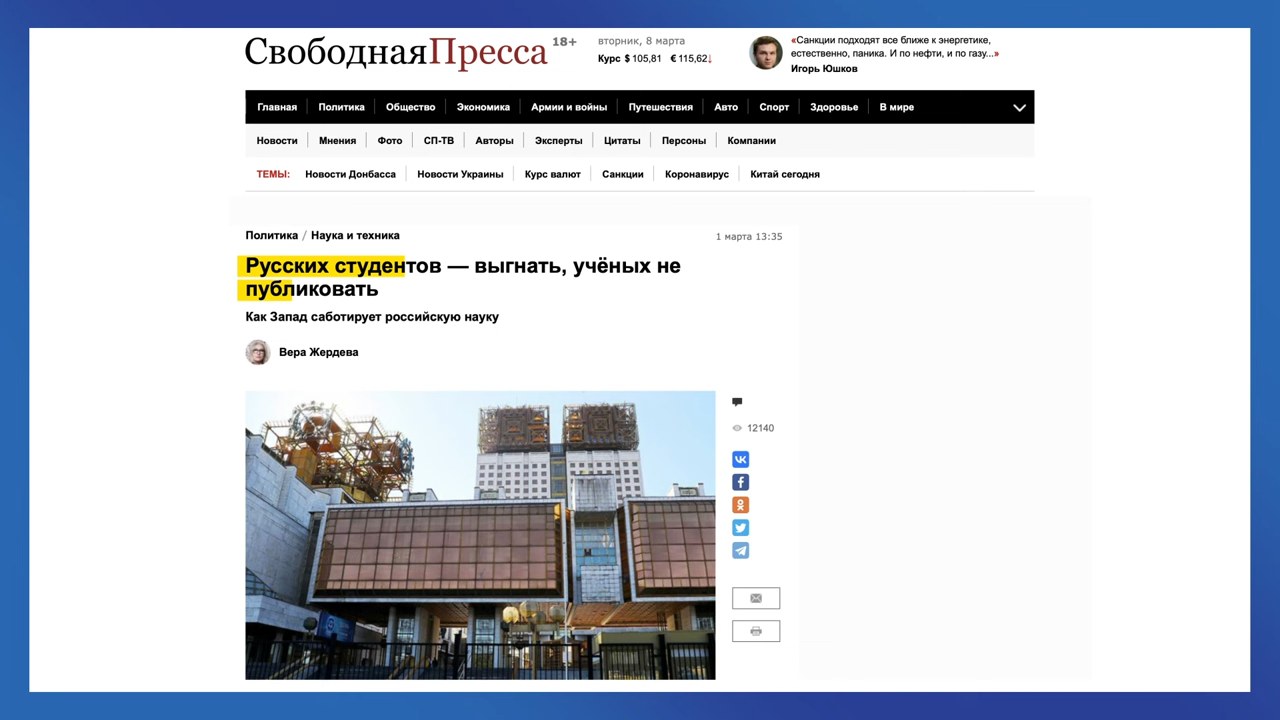 СвободнаяПресса 18+
вторник, 8 марта
Курс $ 105,81 € 115,62↓
«Санкции подходят все ближе к энергетике,
естественно, паника. И по нефти, и по газу...»
Игорь Юшков
Главная Политика Общество Экономика Армии и войны Путешествия Авто Спорт Здоровье В мире
Новости Мнения Фото СП-ТВ Авторы Эксперты Цитаты Персоны Компании
ТЕМЫ: Новости Донбасса Новости Украины Курс валют Санкции Коронавирус Китай сегодня
Политика / Наука и техника
1 марта 13:35
Русских студентов — выгнать, учёных не
публиковать
Как Запад саботирует российскую науку
Вера Жердева
12140